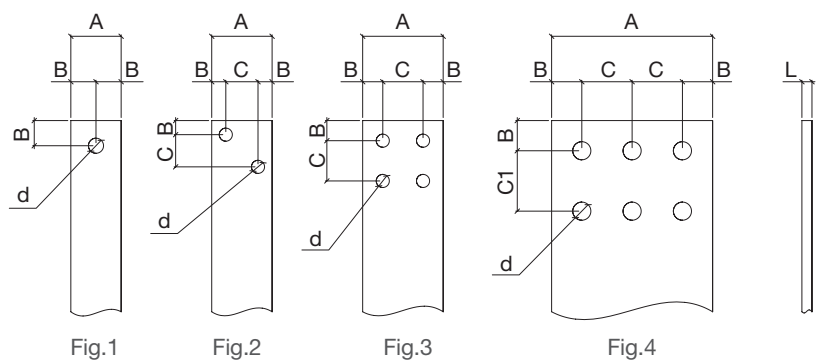 A A A A
B B B C B B C B B C C B L
B B C B C B C1
d d d d
Fig.1 Fig.2 Fig.3 Fig.4